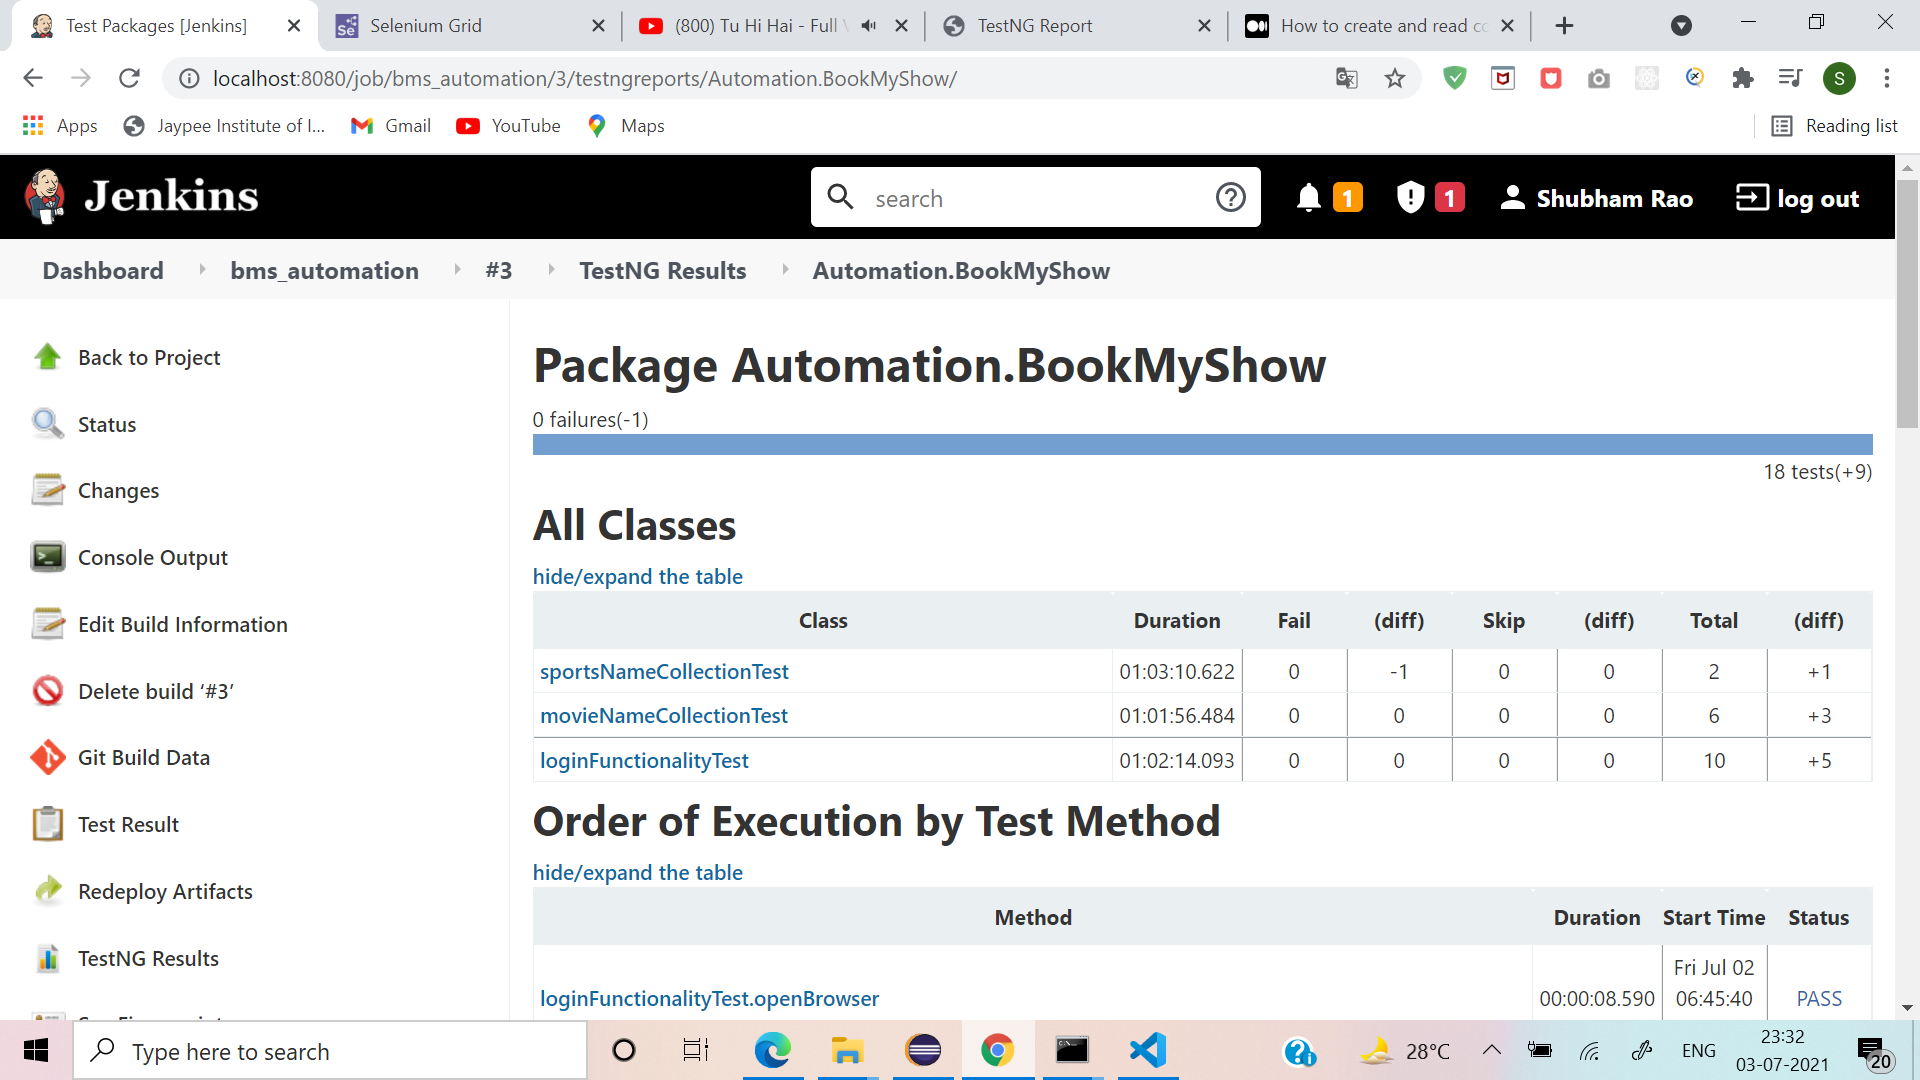 Test Packages [Jenkins]
Selenium Grid
(800) Tu Hi Hai - Full
TestNG Report
How to create and read
localhost:8080/job/bms_automation/3/testngreports/Automation.BookMyShow/
S
Apps
Jaypee Institute of I...
Gmail
YouTube
Maps
Reading list
Jenkins
search
1
1
Shubham Rao
log out
Dashboard
bms_automation
#3
TestNG Results
Automation.BookMyShow
Back to Project
Status
Changes
Console Output
Edit Build Information
Delete build ‘#3’
Git Build Data
Test Result
Redeploy Artifacts
TestNG Results
Package Automation.BookMyShow
0 failures(-1)
18 tests(+9)
All Classes
hide/expand the table
Class Duration Fail (diff) Skip (diff) Total (diff)
sportsNameCollectionTest 01:03:10.622 0 -1 0 0 2 +1
movieNameCollectionTest 01:01:56.484 0 0 0 0 6 +3
loginFunctionalityTest 01:02:14.093 0 0 0 0 10 +5
Order of Execution by Test Method
hide/expand the table
Method Duration Start Time Status
Fri Jul 02
loginFunctionalityTest.openBrowser 00:00:08.590 06:45:40 PASS
Type here to search
28°C
ENG
23:32
03-07-2021
20